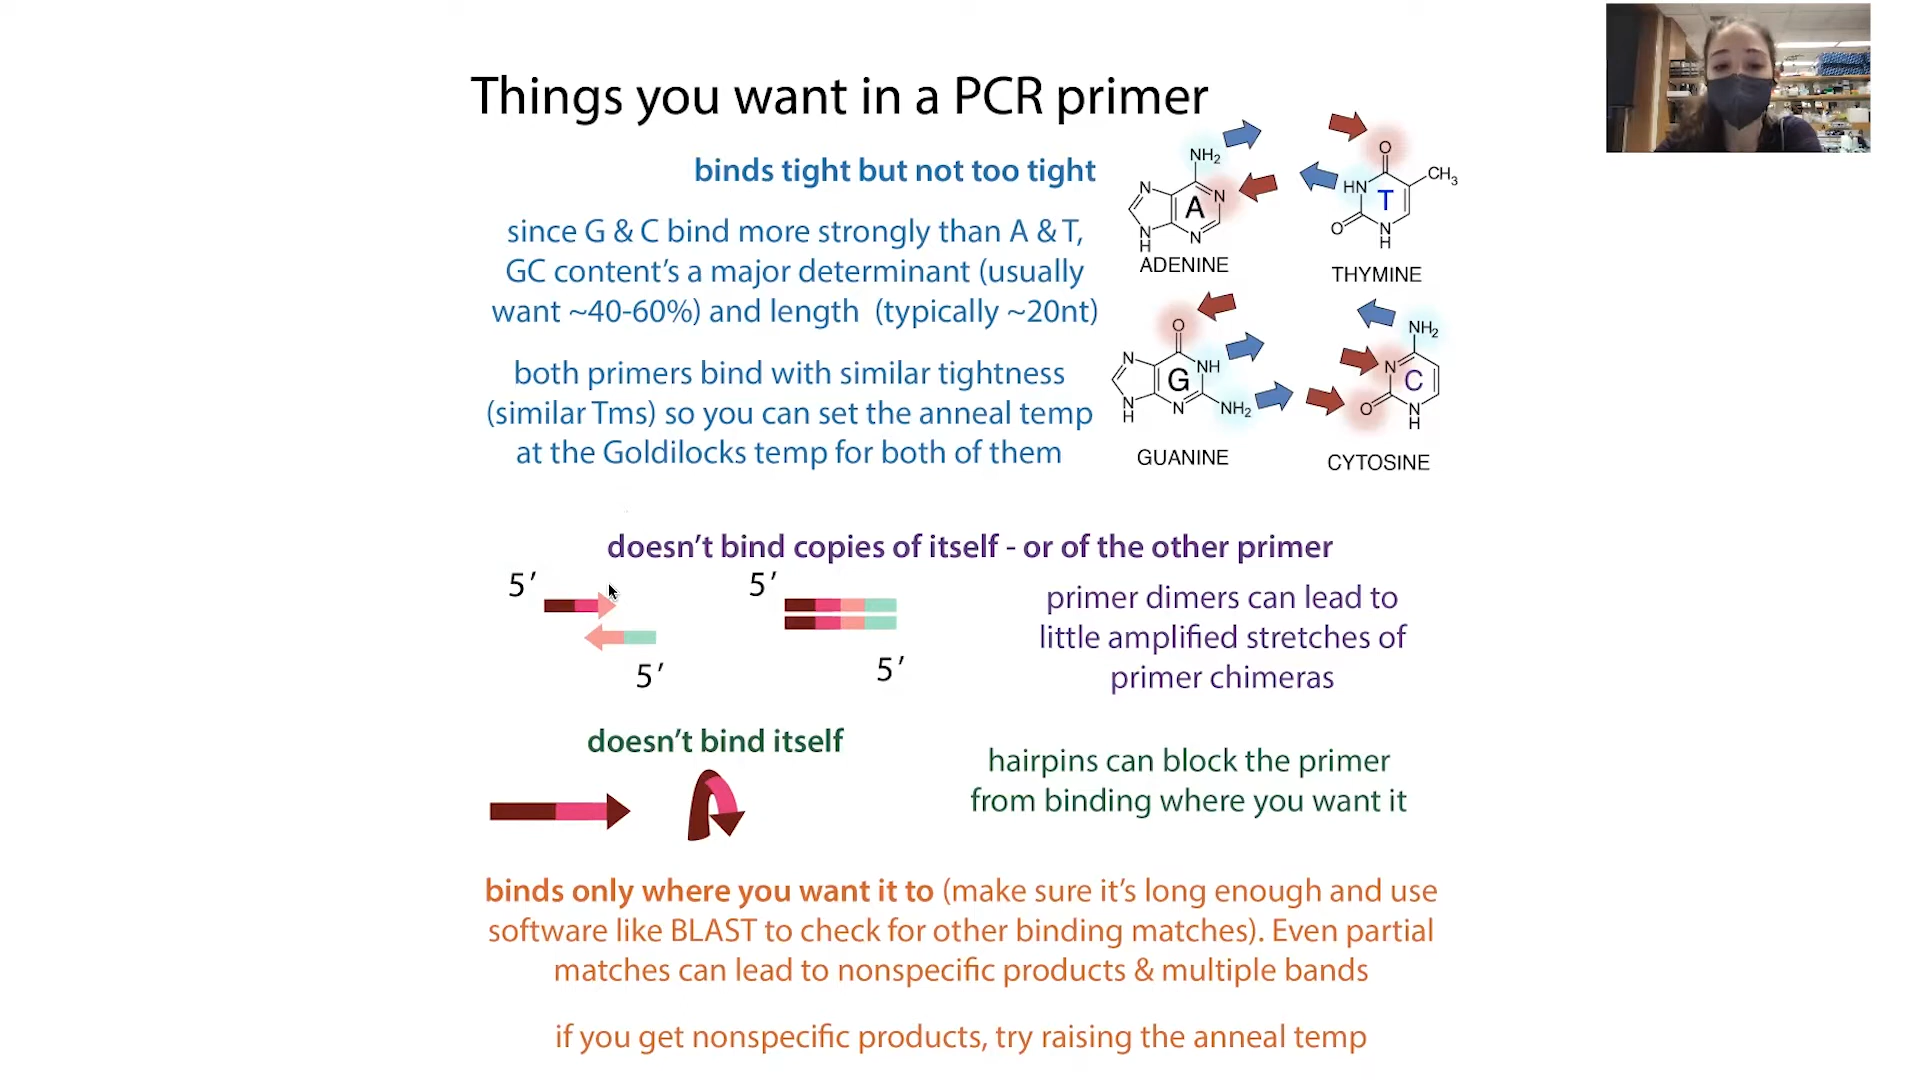 Things you want in a PCR primer
binds tight but not too tight
since G & C bind more strongly than A & T,
GC content's a major determinant (usually
want ~40-60%) and length (typically ~20nt)
both primers bind with similar tightness
(similar Tms) so you can set the anneal temp
at the Goldilocks temp for both of them
NH2
N
N
A
N
N
H
ADENINE
O
HN
T
CH3
O
N
H
THYMINE
O
N
NH
G
N
H
N
NH2
GUANINE
NH2
N
C
O
N
H
CYTOSINE
doesn't bind copies of itself - or of the other primer
5'
5'
5'
5'
primer dimers can lead to
little amplified stretches of
primer chimeras
doesn't bind itself
hairpins can block the primer
from binding where you want it
binds only where you want it to (make sure it's long enough and use
software like BLAST to check for other binding matches). Even partial
matches can lead to nonspecific products & multiple bands
if you get nonspecific products, try raising the anneal temp